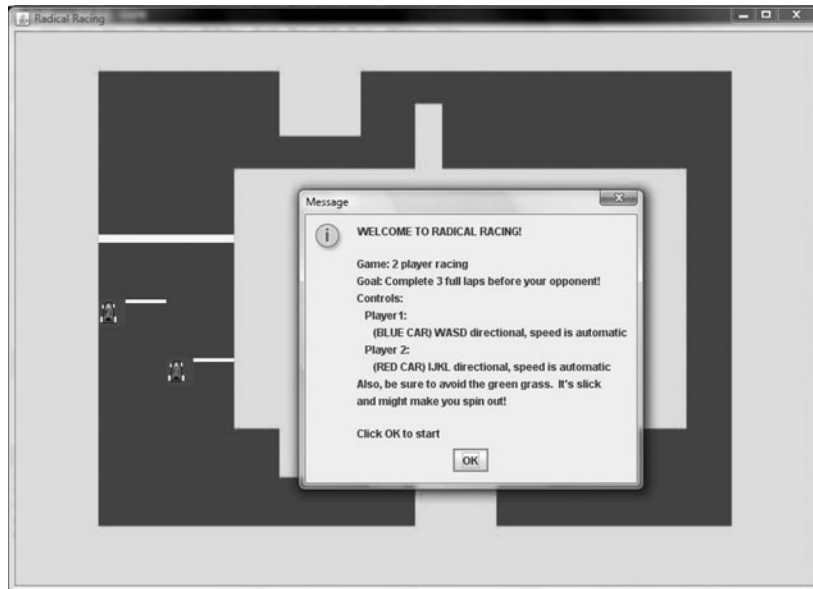 Radical Racing
Message
WELCOME TO RADICAL RACING!
Game: 2 player racing
Goal: Complete 3 full laps before your opponent!
Controls:
Player1:
(BLUE CAR) WASD directional, speed is automatic
Player 2:
(RED CAR) IJKL directional, speed is automatic
Also, be sure to avoid the green grass. It's slick
and might make you spin out!
Click OK to start
OK